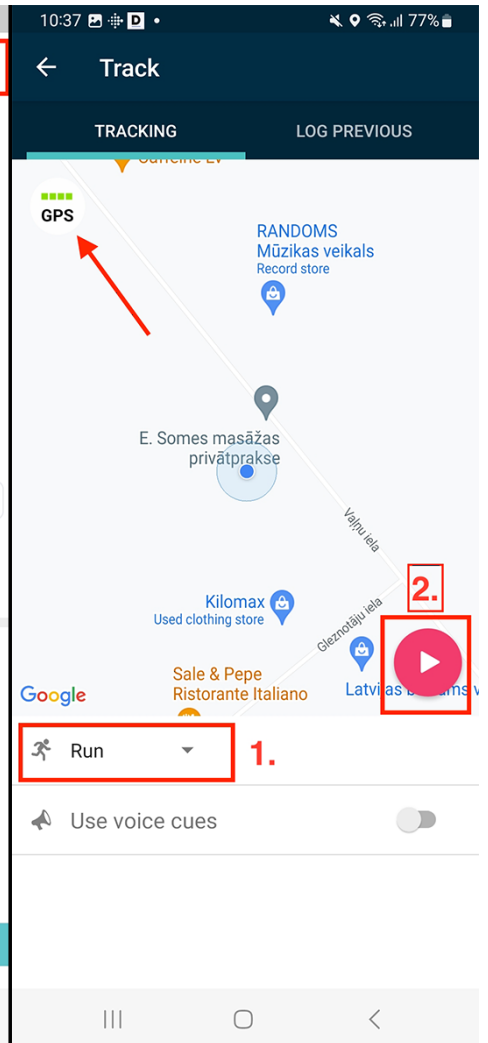 10:37
D
77%
Track
TRACKING
LOG PREVIOUS
GPS
RANDOMS
Mūzikas veikals
Record store
E. Somes masāžas
privātprakse
Vaļņu iela
2.
Kilomax
Used clothing store
Gleznotāju iela
Sale & Pepe
Ristorante Italiano
Google
Run
1.
Use voice cues